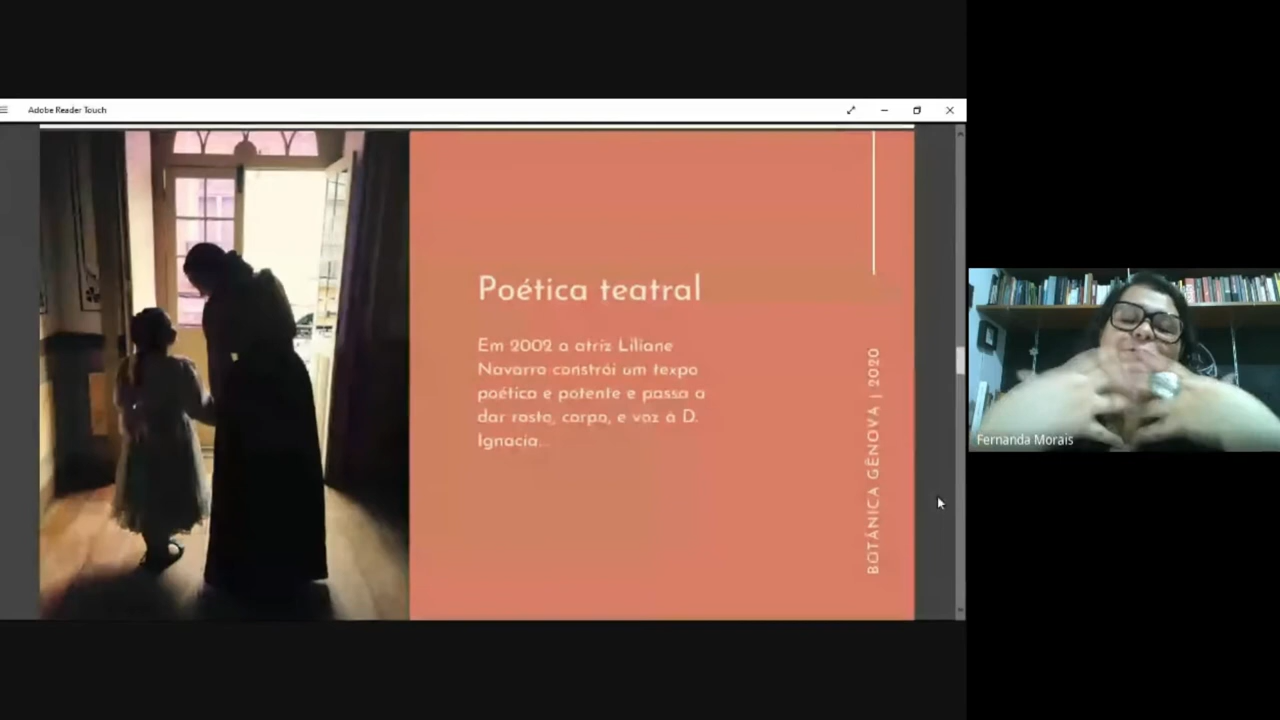 Adobe Reader Touch
Poética teatral
Em 2002 a atriz Liliane
Navarro constrói um texpo
poético e potente e passa a
dar rosto, corpo, e voz à D.
Ignacia...
BOTÂNICA GÊNOVA | 2020
Fernanda Morais